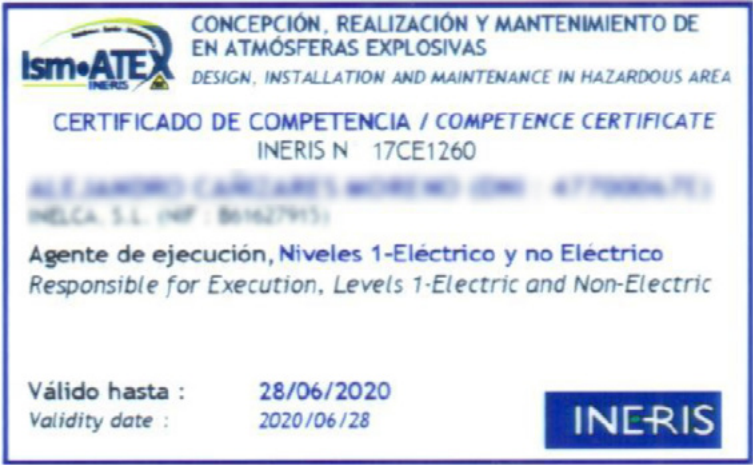 Ism•ATEX
INERIS
CONCEPCIÓN, REALIZACIÓN Y MANTENIMIENTO DE
EN ATMÓSFERAS EXPLOSIVAS
DESIGN, INSTALLATION AND MAINTENANCE IN HAZARDOUS AREA
CERTIFICADO DE COMPETENCIA / COMPETENCE CERTIFICATE
INERIS N 17CE1260
Agente de ejecución, Niveles 1-Eléctrico y no Eléctrico
Responsible for Execution, Levels 1-Electric and Non-Electric
Válido hasta : 28/06/2020
Validity date : 2020/06/28
INERIS